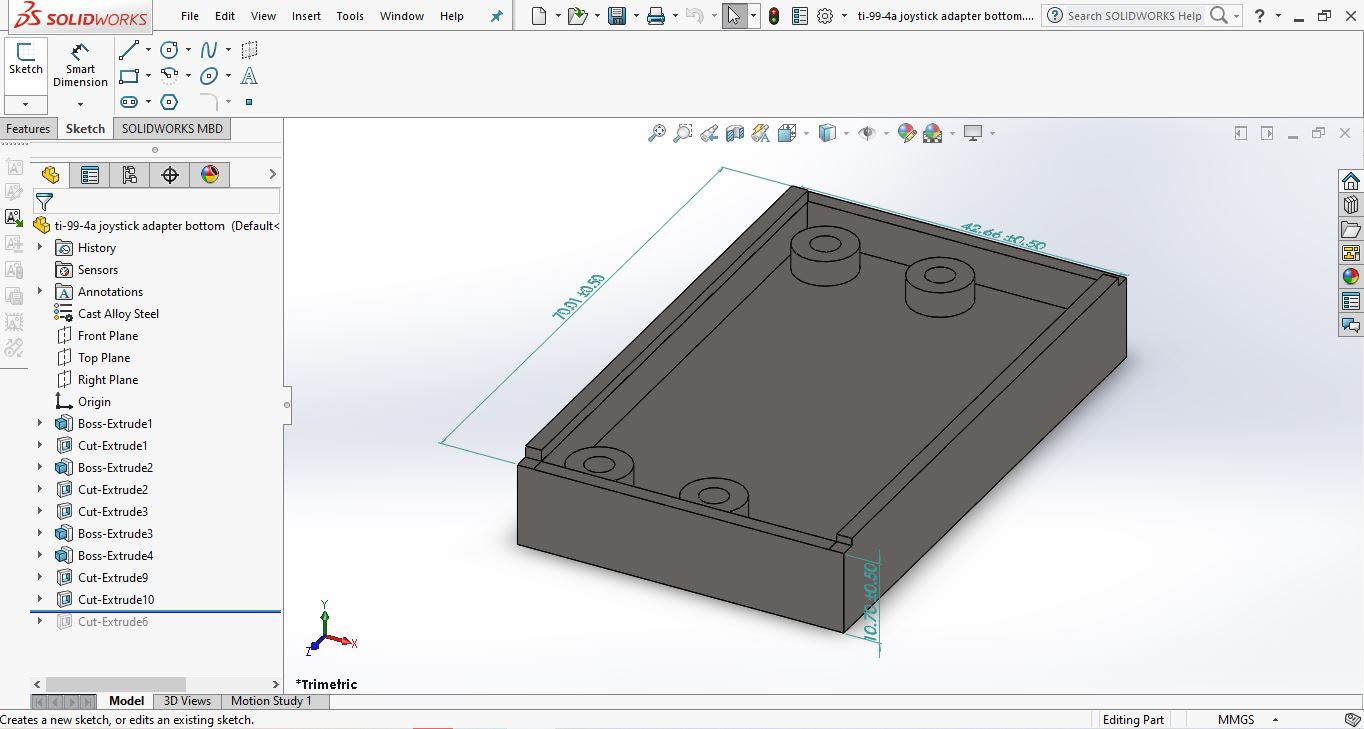 SOLIDWORKS File Edit View Insert Tools Window Help ti-99-4a joystick adapter bottom.... Search SOLIDWORKS Help
Sketch Smart Dimension
Features Sketch SOLIDWORKS MBD
ti-99-4a joystick adapter bottom (Default<
History
Sensors
Annotations
Cast Alloy Steel
Front Plane
Top Plane
Right Plane
Origin
Boss-Extrude1
Cut-Extrude1
Boss-Extrude2
Cut-Extrude2
Cut-Extrude3
Boss-Extrude3
Boss-Extrude4
Cut-Extrude9
Cut-Extrude10
Cut-Extrude6
42.66 ±0.50
70.01 ±0.50
10.70 ±0.50
Y
X
Z
*Trimetric
Model 3D Views Motion Study 1
Creates a new sketch, or edits an existing sketch. Editing Part MMGS